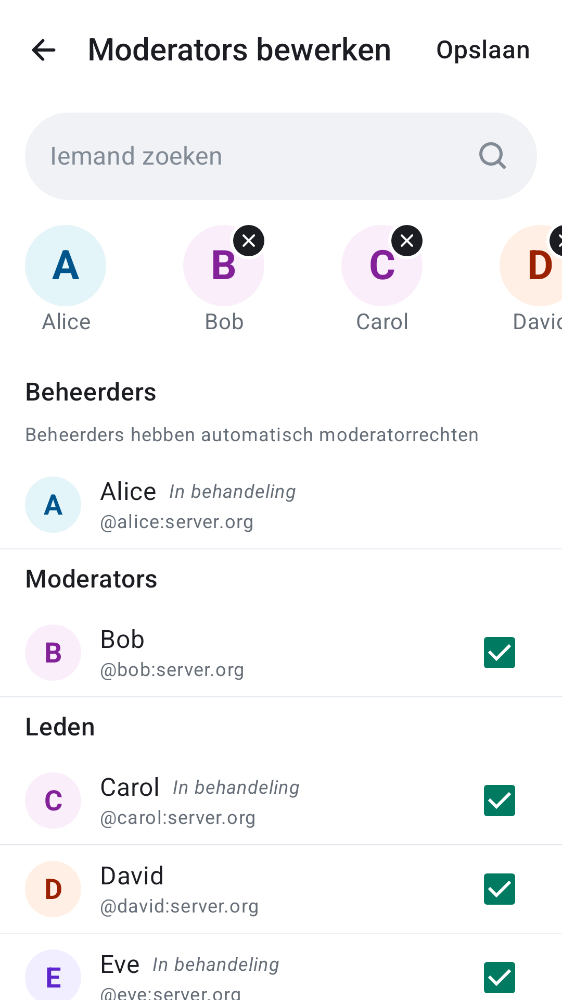 Moderators bewerken Opslaan
Iemand zoeken
A B C D
Alice Bob Carol David
Beheerders
Beheerders hebben automatisch moderatorrechten
A
Alice In behandeling
@alice:server.org
Moderators
B
Bob
@bob:server.org
Leden
C
Carol In behandeling
@carol:server.org
D
David
@david:server.org
E
Eve In behandeling
@eve:server.org